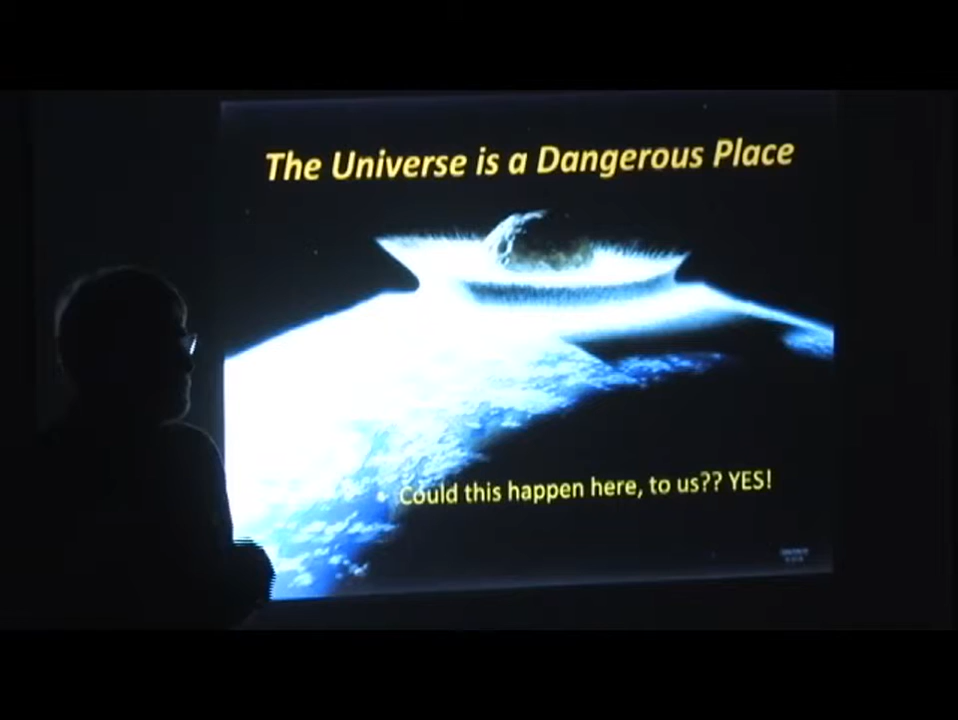 The Universe is a Dangerous Place
Could this happen here, to us?? YES!